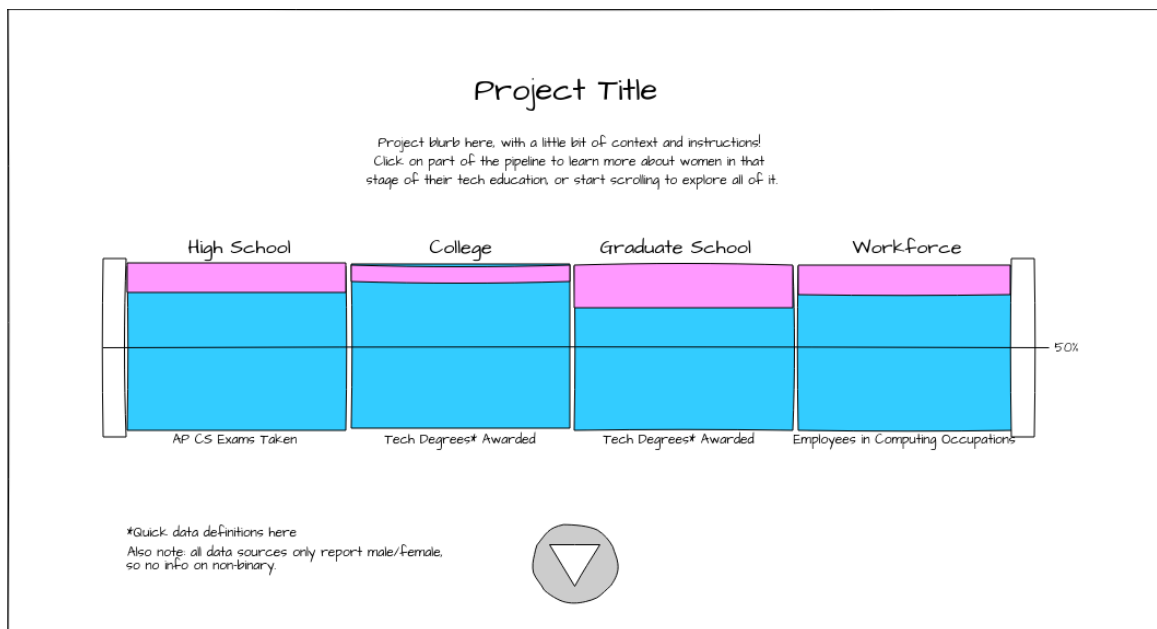 Project Title
Project blurb here, with a little bit of context and instructions!
Click on part of the pipeline to learn more about women in that
stage of their tech education, or start scrolling to explore all of it.
High School
College
Graduate School
Workforce
50%
AP CS Exams Taken
Tech Degrees* Awarded
Tech Degrees* Awarded
Employees in Computing Occupations
*Quick data definitions here
Also note: all data sources only report male/female,
so no info on non-binary.